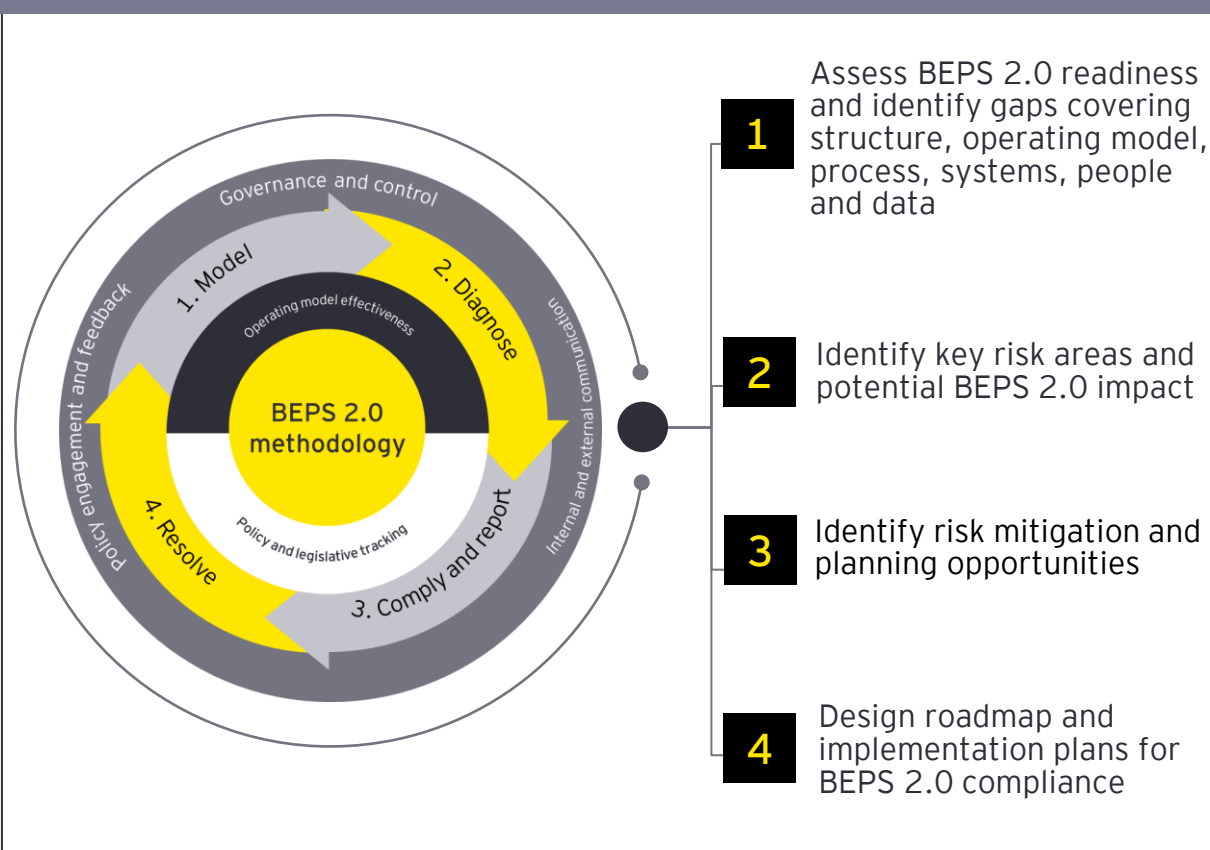 Governance and control
Policy engagement and feedback
Internal and external communication
1. Model
2. Diagnose
3. Comply and report
4. Resolve
Operating model effectiveness
BEPS 2.0
methodology
Policy and legislative tracking
1
Assess BEPS 2.0 readiness
and identify gaps covering
structure, operating model,
process, systems, people
and data
2
Identify key risk areas and
potential BEPS 2.0 impact
3
Identify risk mitigation and
planning opportunities
4
Design roadmap and
implementation plans for
BEPS 2.0 compliance